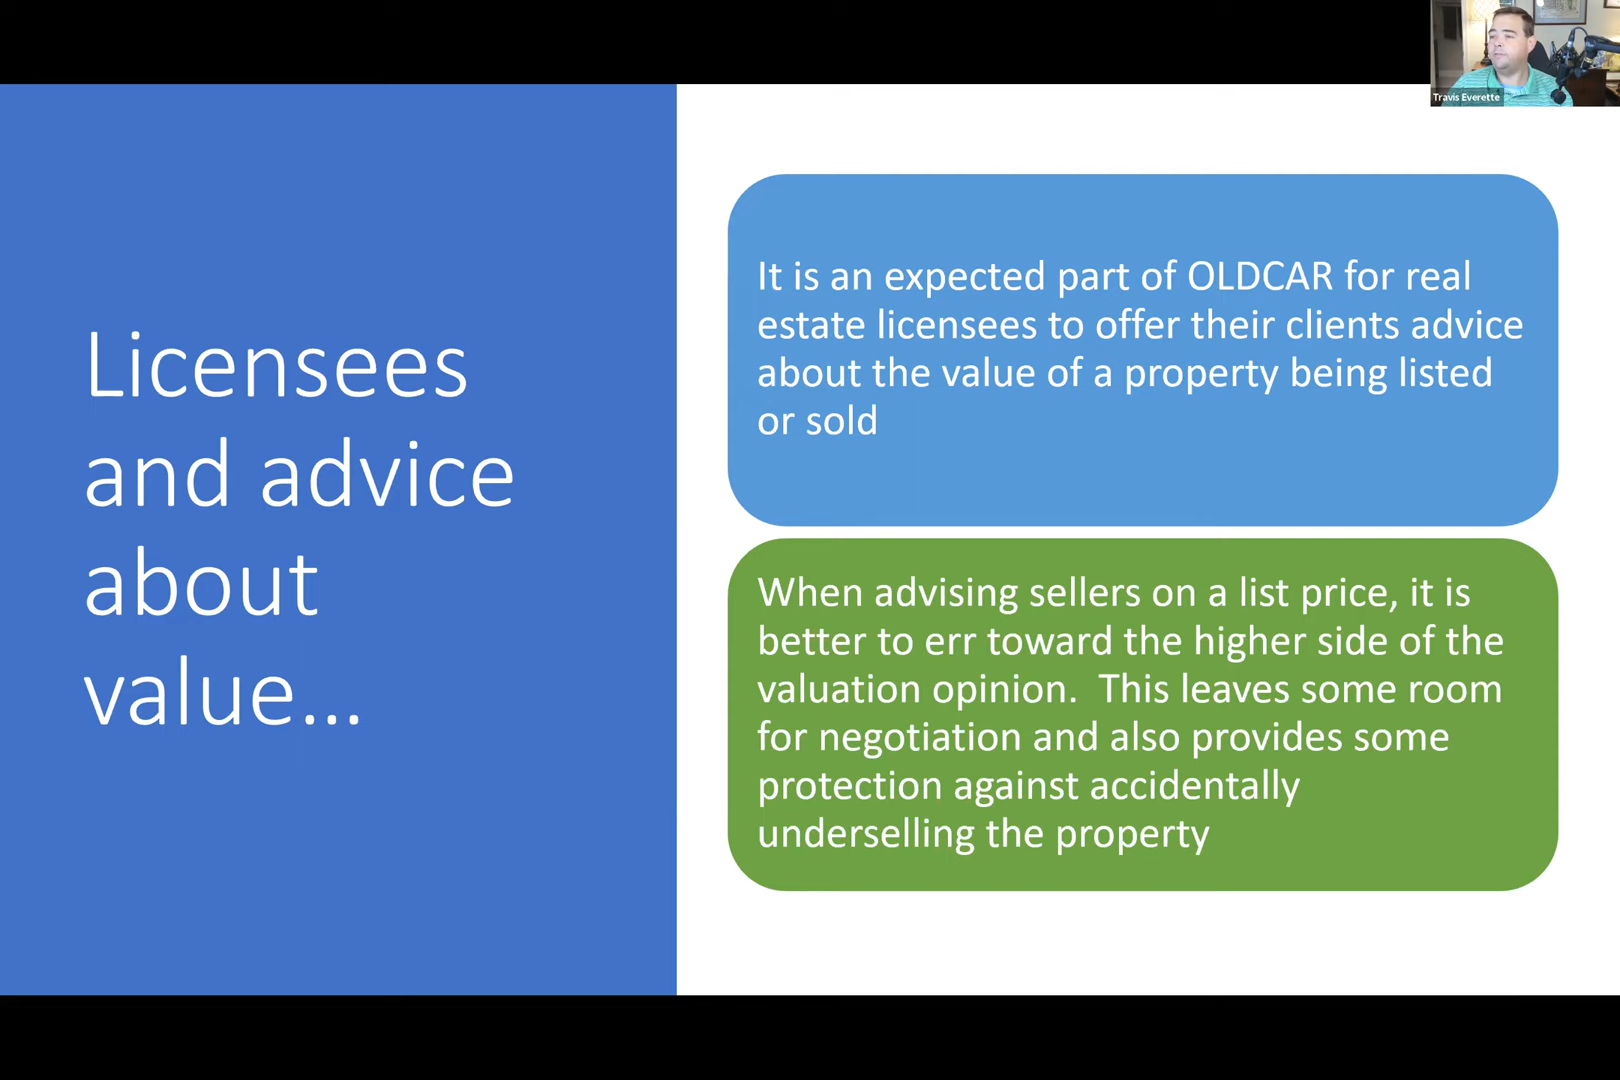 Travis Everette
Licensees
and advice
about
value...
It is an expected part of OLDCAR for real
estate licensees to offer their clients advice
about the value of a property being listed
or sold
When advising sellers on a list price, it is
better to err toward the higher side of the
valuation opinion.  This leaves some room
for negotiation and also provides some
protection against accidentally
underselling the property